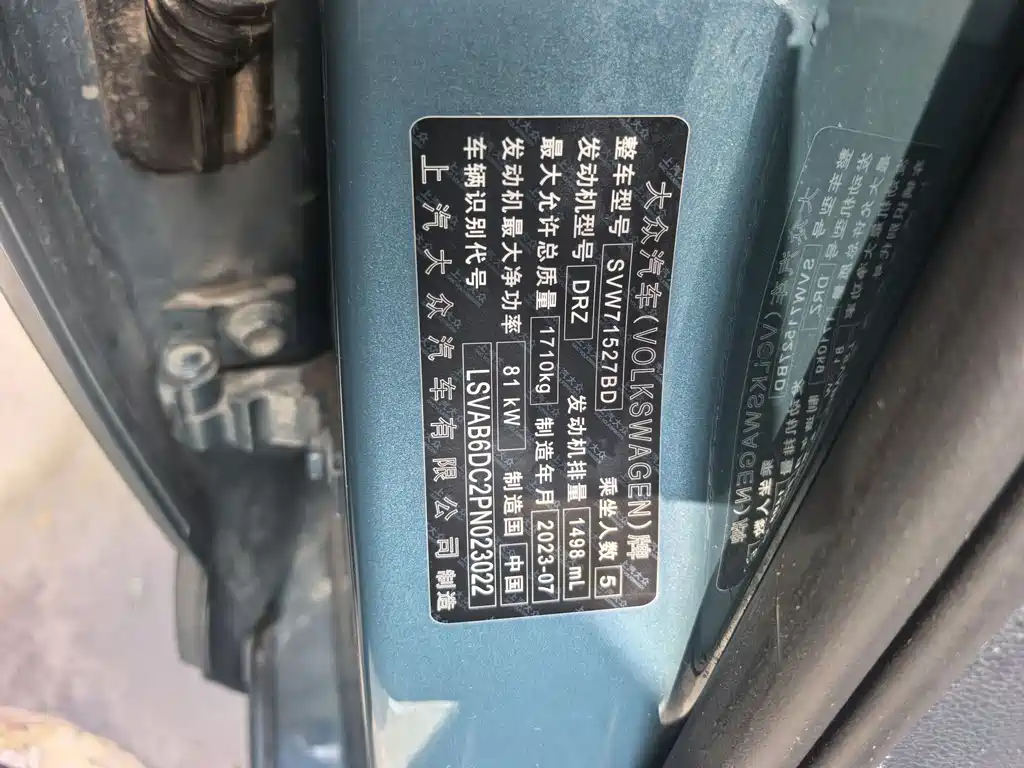 大众汽车(VOLKSWAGEN)牌
整车型号 SVW71527BD 乘坐人数 5
发动机型号 DRZ 发动机排量 1498 mL
最大允许总质量 1710kg 制造年月 2023-07
发动机最大净功率 81 kW 制造国 中国
车辆识别代号 LSVAB6DC2PN023022
上汽大众汽车有限公司制造